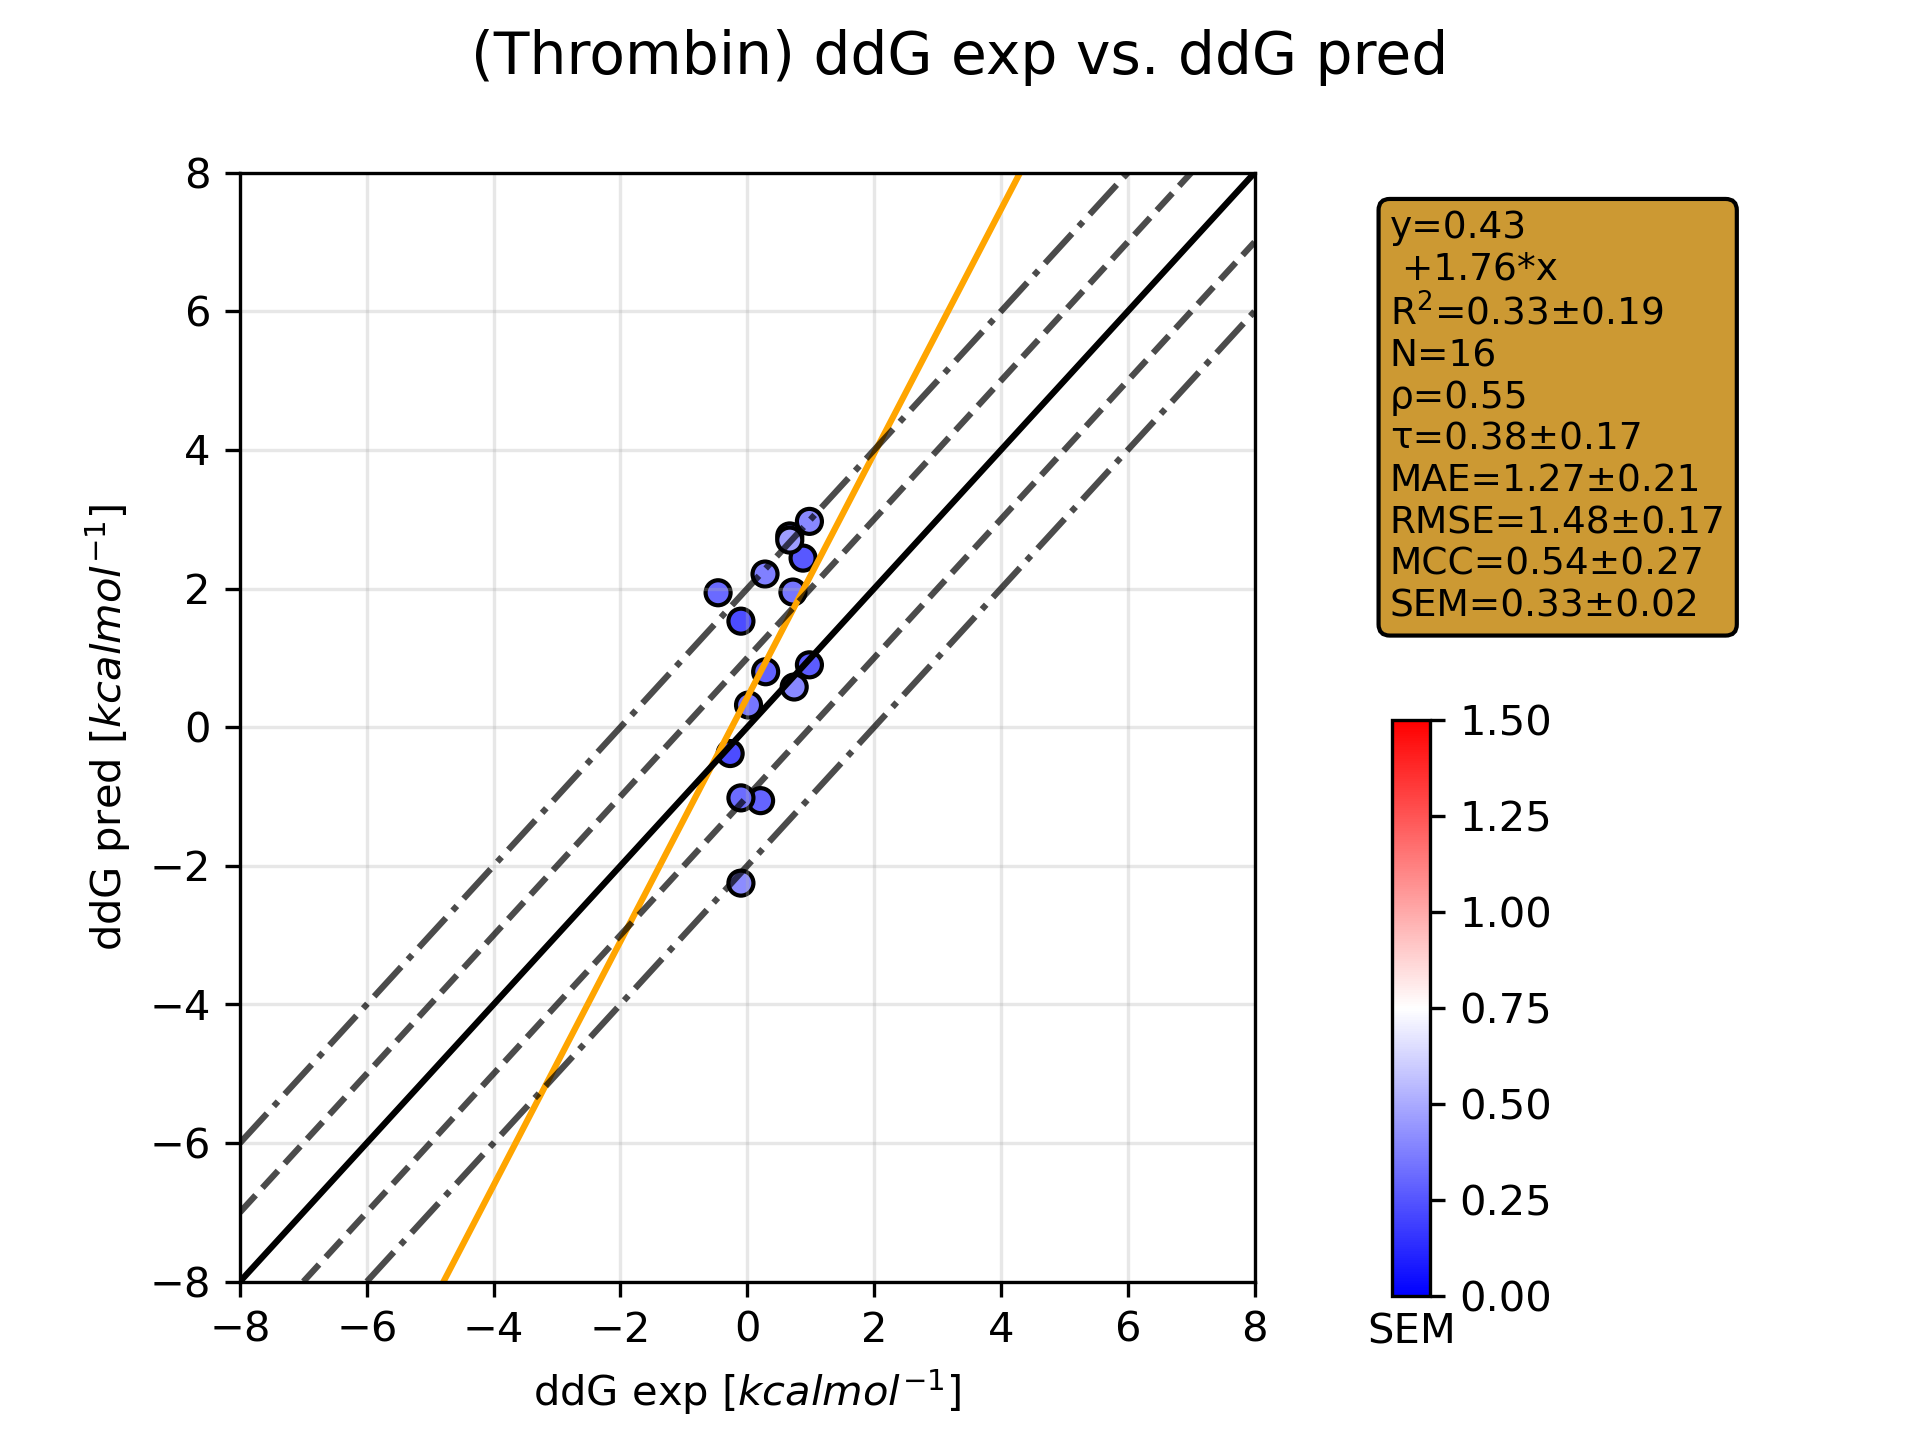 (Thrombin) ddG exp vs. ddG pred
8
6
4
2
0
−2
−4
−6
−8
ddG pred [kcalmol⁻¹]
−8 −6 −4 −2 0 2 4 6 8
ddG exp [kcalmol⁻¹]
y=0.43
+1.76*x
R²=0.33±0.19
N=16
ρ=0.55
τ=0.38±0.17
MAE=1.27±0.21
RMSE=1.48±0.17
MCC=0.54±0.27
SEM=0.33±0.02
1.50
1.25
1.00
0.75
0.50
0.25
0.00
SEM